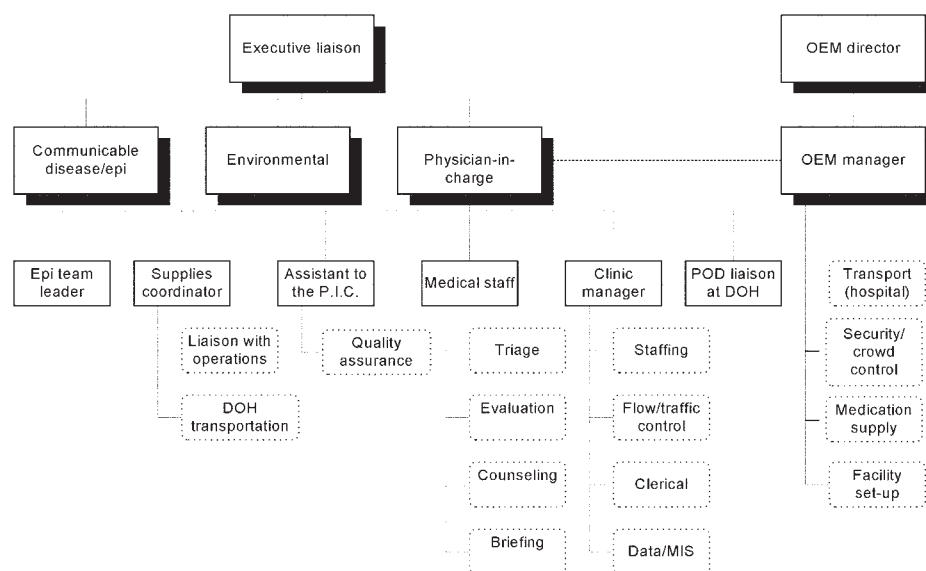 Executive liaison
OEM director
Communicable
disease/epi
Environmental
Physician-in-
charge
OEM manager
Epi team
leader
Supplies
coordinator
Assistant to
the P.I.C.
Medical staff
Clinic
manager
POD liaison
at DOH
Transport
(hospital)
Liaison with
operations
Quality
assurance
Triage
Staffing
Security/
crowd
control
DOH
transportation
Evaluation
Flow/traffic
control
Medication
supply
Counseling
Clerical
Facility
set-up
Briefing
Data/MIS